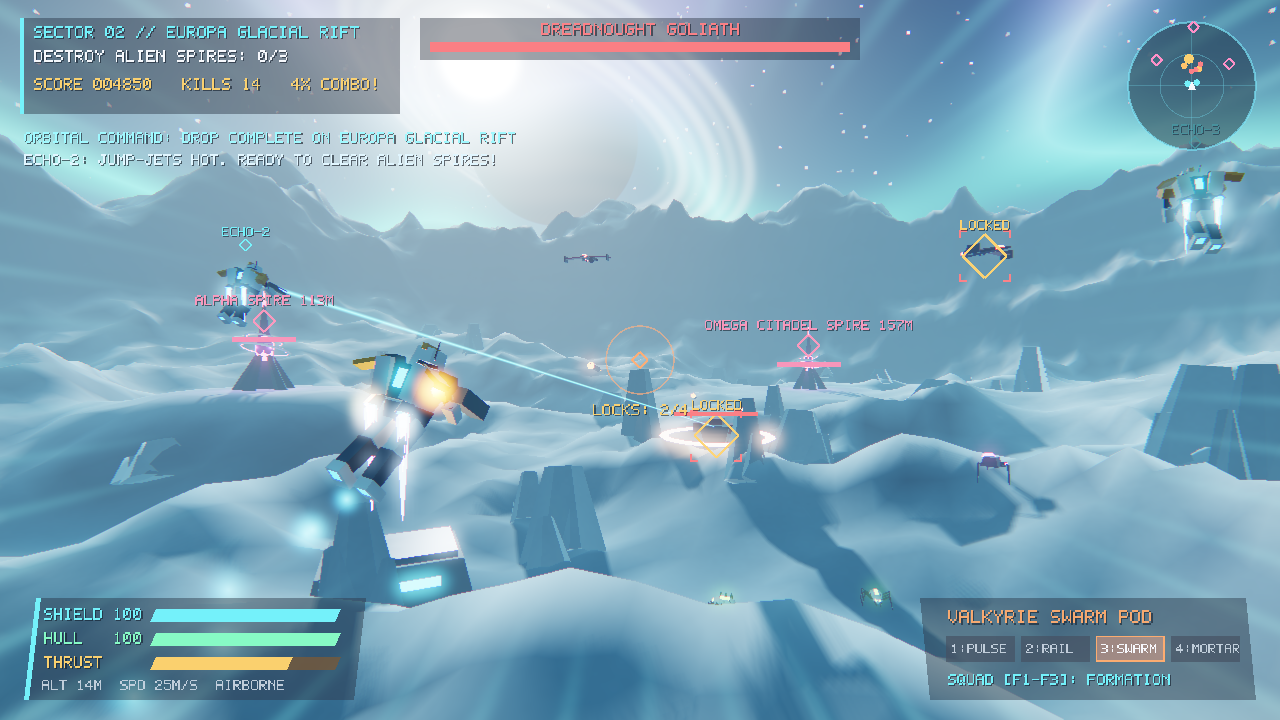 SECTOR 02 // EUROPA GLACIAL RIFT
DESTROY ALIEN SPIRES: 0/3
SCORE 004850 KILLS 14 4X COMBO!
DREADNOUGHT GOLIATH
ECHO-3
ORBITAL COMMAND: DROP COMPLETE ON EUROPA GLACIAL RIFT
ECHO-2: JUMP-JETS HOT. READY TO CLEAR ALIEN SPIRES!
ECHO-2
LOCKED
ALPHA SPIRE 113M
OMEGA CITADEL SPIRE 157M
LOCKS: 2/4
LOCKED
SHIELD 100
HULL 100
THRUST
ALT 14M SPD 25M/S AIRBORNE
VALKYRIE SWARM POD
1:PULSE 2:RAIL 3:SWARM 4:MORTAR
SQUAD [F1-F3]: FORMATION